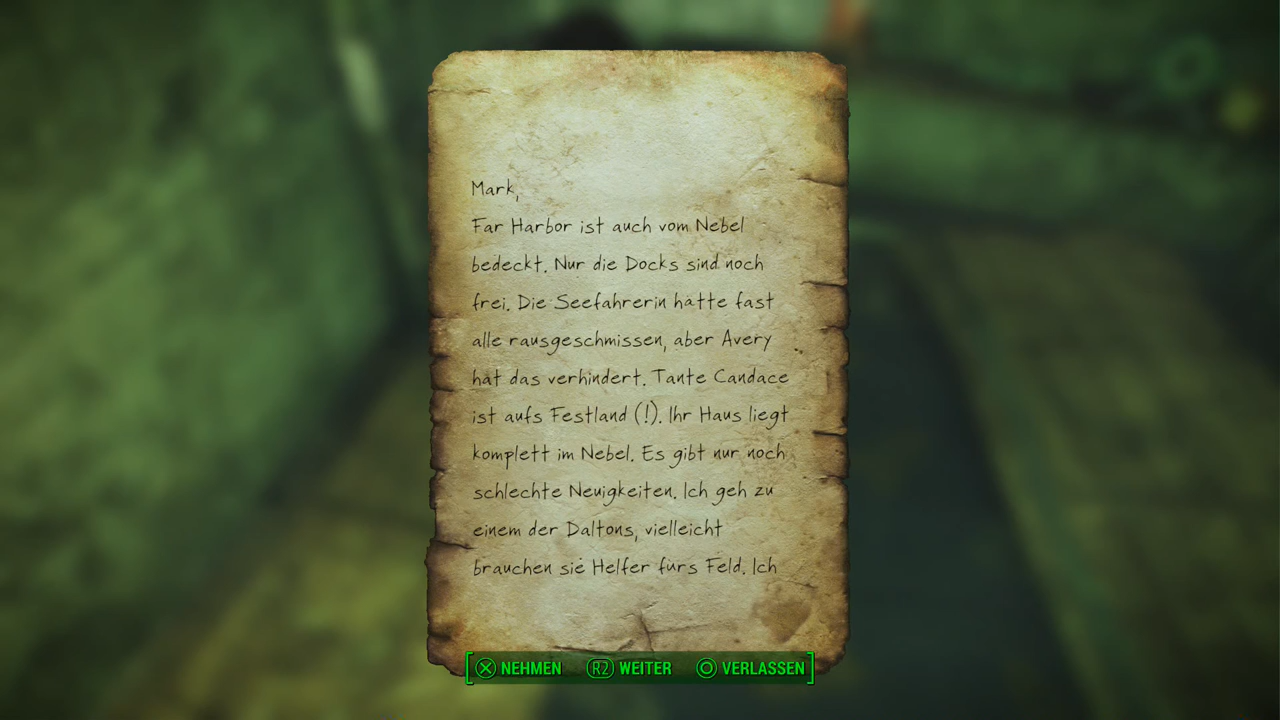 Mark,
Far Harbor ist auch vom Nebel
bedeckt. Nur die Docks sind noch
frei. Die Seefahrerin hätte fast
alle rausgeschmissen, aber Avery
hat das verhindert. Tante Candace
ist aufs Festland (!). Ihr Haus liegt
komplett im Nebel. Es gibt nur noch
schlechte Neuigkeiten. Ich geh zu
einem der Daltons, vielleicht
brauchen sie Helfer fürs Feld. Ich
NEHMEN R2 WEITER VERLASSEN